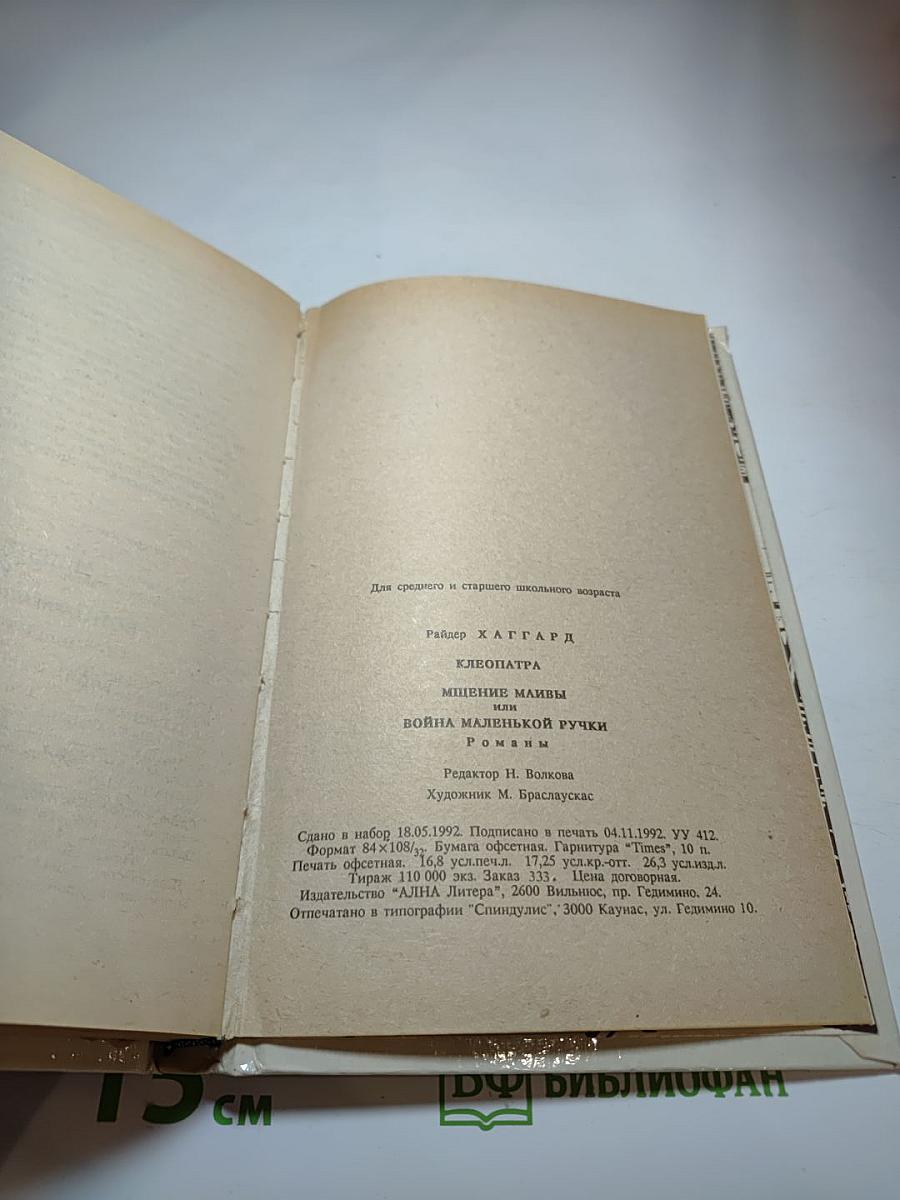 Для среднего и старшего школьного возраста
Райдер ХАГГАРД
КЛЕОПАТРА
МЩЕНИЕ МАИВЫ
или
ВОЙНА МАЛЕНЬКОЙ РУЧКИ
Романы
Редактор Н. Волкова
Художник М. Браслаускас
Сдано в набор 18.05.1992. Подписано в печать 04.11.1992. УУ 412.
Формат 84×108/32. Бумага офсетная. Гарнитура "Times", 10 п.
Печать офсетная. 16,8 усл.печ.л. 17,25 усл.кр.-отт. 26,3 усл.изд.л.
Тираж 110 000 экз. Заказ 333. Цена договорная.
Издательство "АЛНА Литера", 2600 Вильнюс, пр. Гедимино, 24.
Отпечатано в типографии "Спиндулис", 3000 Каунас, ул. Гедимино 10.
15 см
БФ БИБЛИОФАН